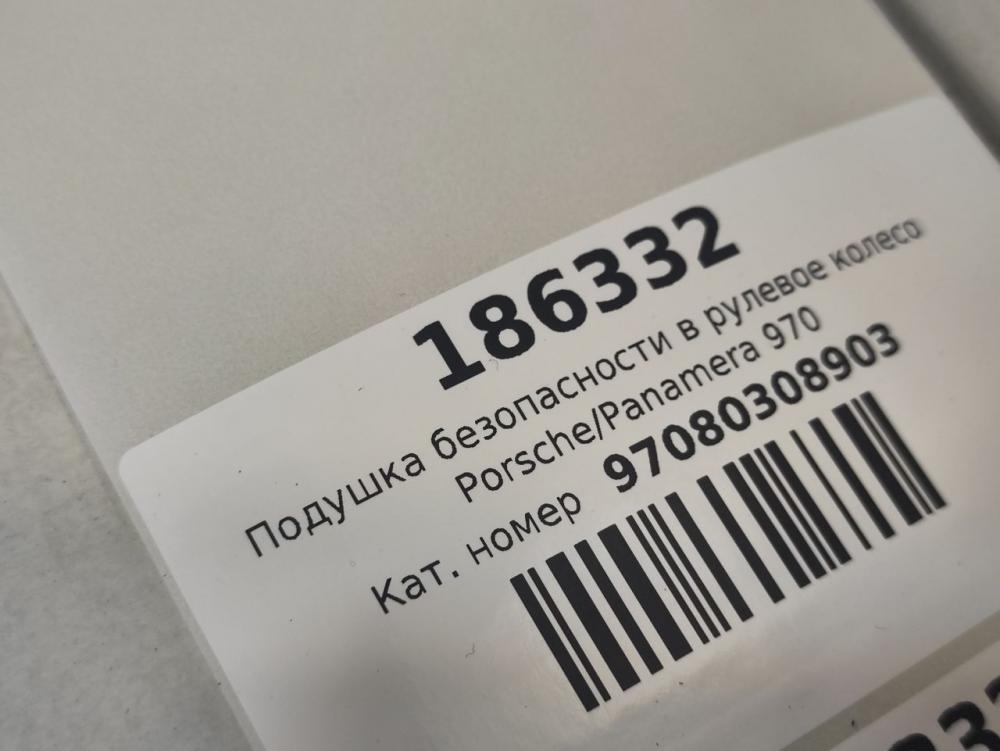 186332
Подушка безопасности в рулевое колесо
Porsche/Panamera 970
Кат. номер 97080308903